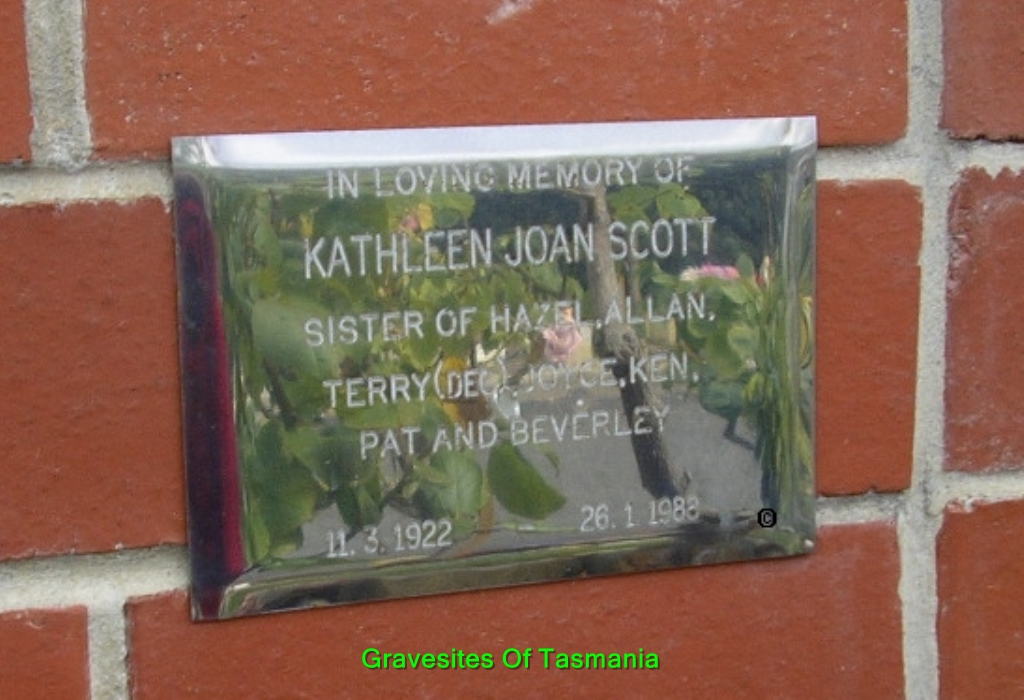 IN LOVING MEMORY OF
KATHLEEN JOAN SCOTT
SISTER OF HAZEL, ALLAN,
TERRY (DEC), JOYCE, KEN,
PAT AND BEVERLEY
11. 3. 1922 26. 1 1988
©
Gravesites Of Tasmania